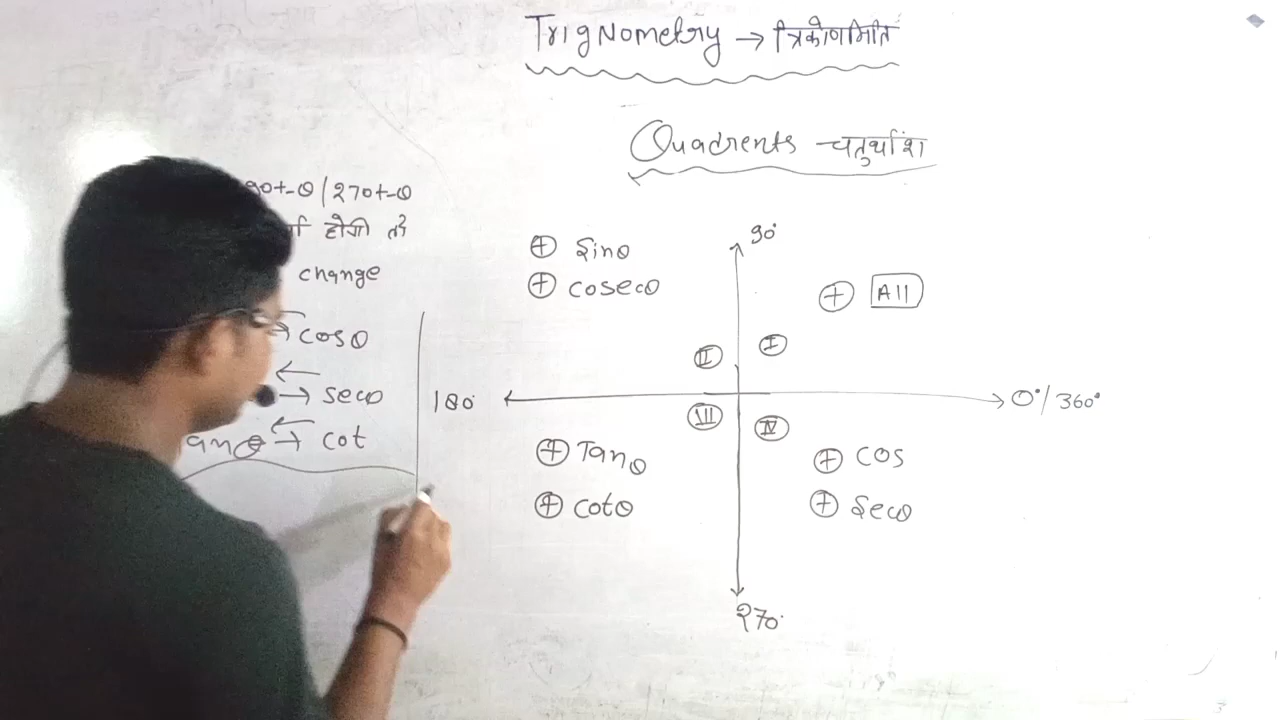 TrigNometry → त्रिकोणमिति
Quadrents - चतुर्थांश
90+-θ / 270+-θ
होगी तो
change
→ cosθ
→ secθ
→ cot
90°
⊕ sinθ
⊕ cosecθ
⊕ All
II
I
180°
0°/360°
III
IV
⊕ Tanθ
⊕ cotθ
⊕ cos
⊕ secθ
270°